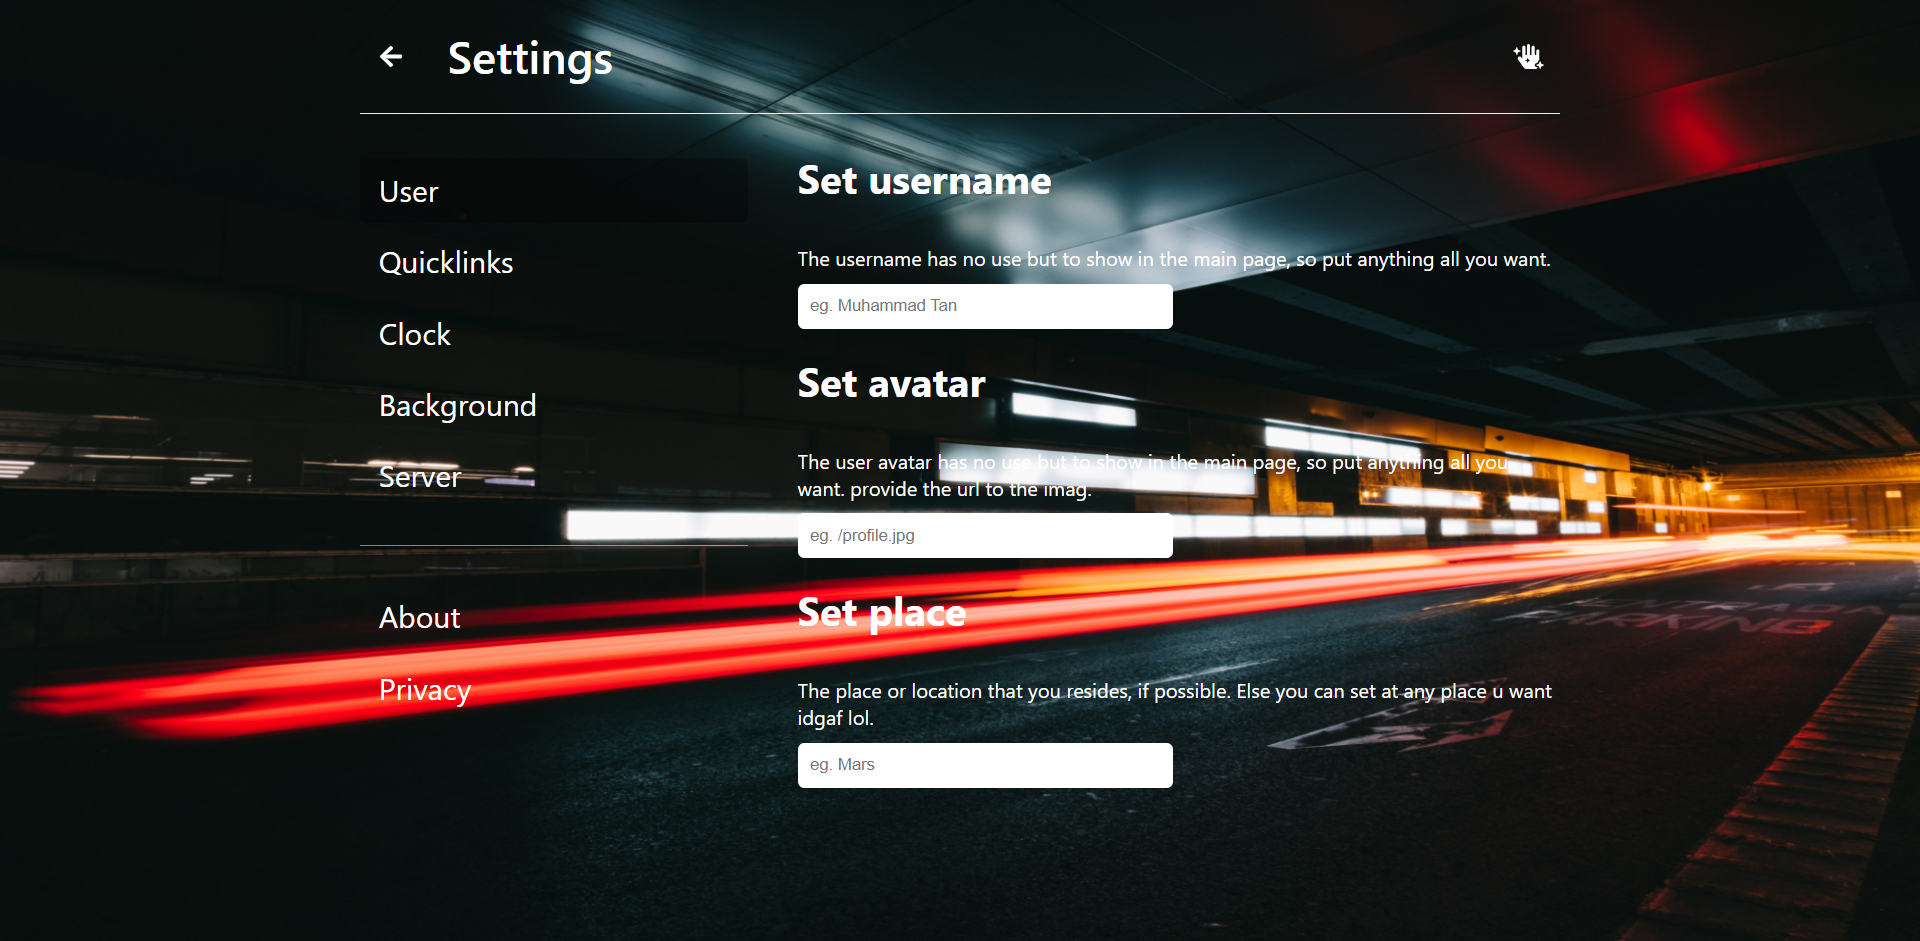 Settings
User
Quicklinks
Clock
Background
Server
About
Privacy
Set username
The username has no use but to show in the main page, so put anything all you want.
eg. Muhammad Tan
Set avatar
The user avatar has no use but to show in the main page, so put anything all you
want. provide the url to the imag.
eg. /profile.jpg
Set place
The place or location that you resides, if possible. Else you can set at any place u want
idgaf lol.
eg. Mars
PARKING